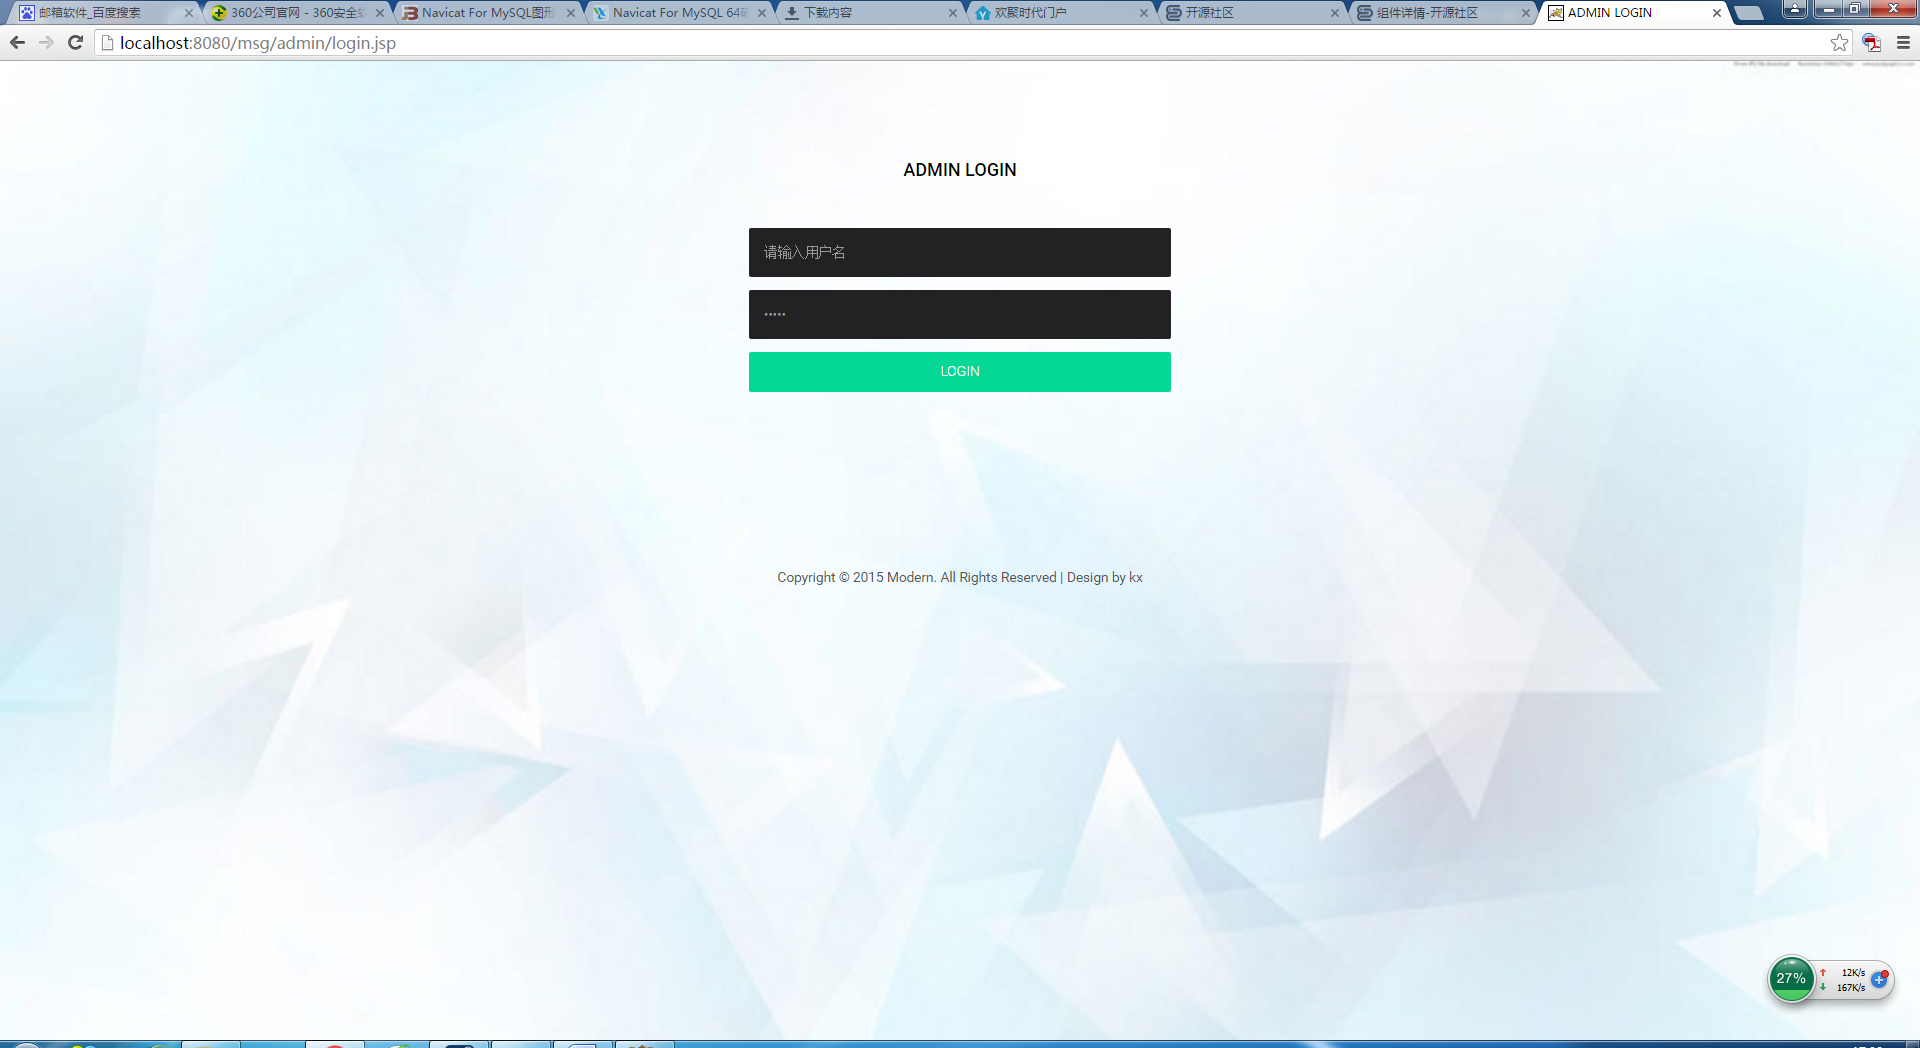 邮箱软件_百度搜索
360公司官网 - 360安全
Navicat For MySQL图形
Navicat For MySQL 64
下载内容
欢聚时代门户
开源社区
组件详情-开源社区
ADMIN LOGIN
localhost:8080/msg/admin/login.jsp
ADMIN LOGIN
请输入用户名
•••••
LOGIN
Copyright © 2015 Modern. All Rights Reserved | Design by kx
27%
12K/s
167K/s